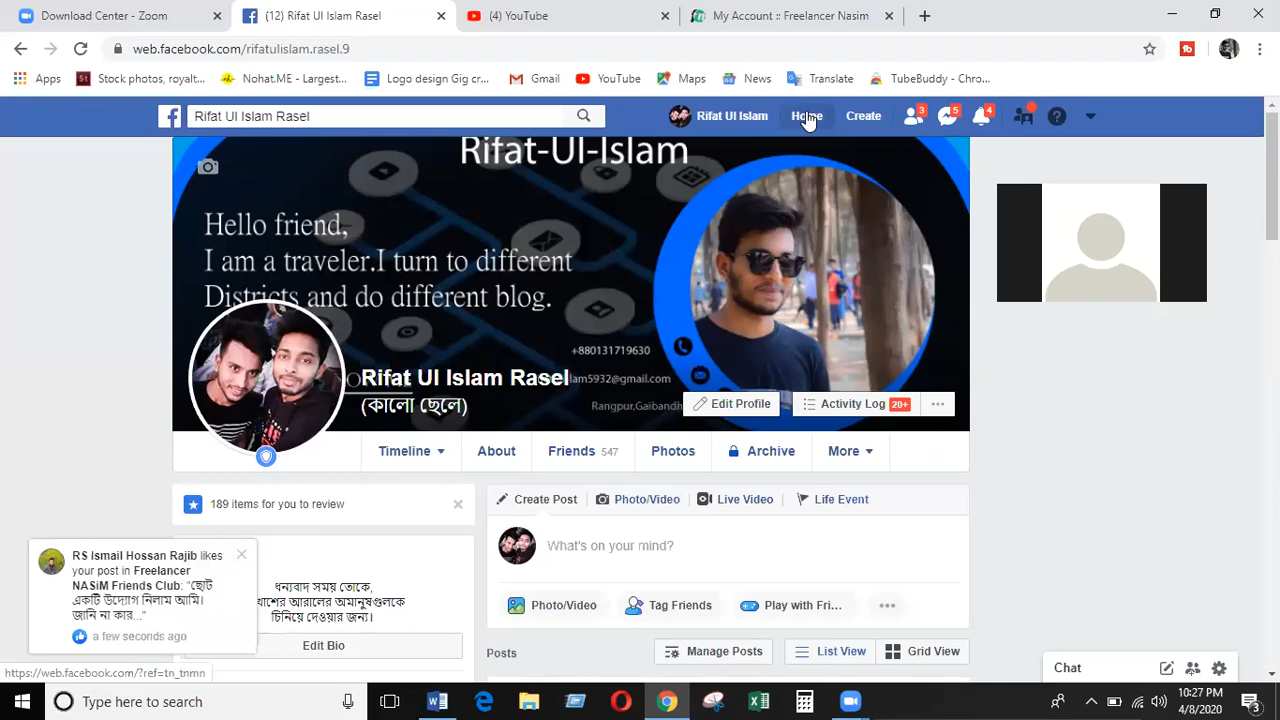 Download Center - Zoom
(12) Rifat Ul Islam Rasel
(4) YouTube
My Account :: Freelancer Nasim
web.facebook.com/rifatulislam.rasel.9
Apps
Stock photos, royalt...
Nohat.ME - Largest...
Logo design Gig cr...
Gmail
YouTube
Maps
News
Translate
TubeBuddy - Chro...
Rifat Ul Islam Rasel
Rifat Ul Islam
Home
Create
3
5
4
Rifat-Ul-Islam
Hello friend,
I am a traveler.I turn to different
Districts and do different blog.
+880131719630
Rifat Ul Islam Rasel
(কালো ছেলে)
Rangpur,Gaibandh
Edit Profile
Activity Log 20+
Timeline
About
Friends 547
Photos
Archive
More
189 items for you to review
Create Post
Photo/Video
Live Video
Life Event
What's on your mind?
RS Ismail Hossan Rajib likes
your post in Freelancer
NASiM Friends Club: "ছোট
একটি উদ্যোগ নিলাম আমি।
জানি না কার..."
a few seconds ago
ধন্যবাদ সময় তোকে,
চিনিয়ে দেওয়ার জন্য।
Edit Bio
Photo/Video
Tag Friends
Play with Fri...
Posts
Manage Posts
List View
Grid View
https://web.facebook.com/?ref=tn_tnmn
Chat
Type here to search
10:27 PM
4/8/2020
3